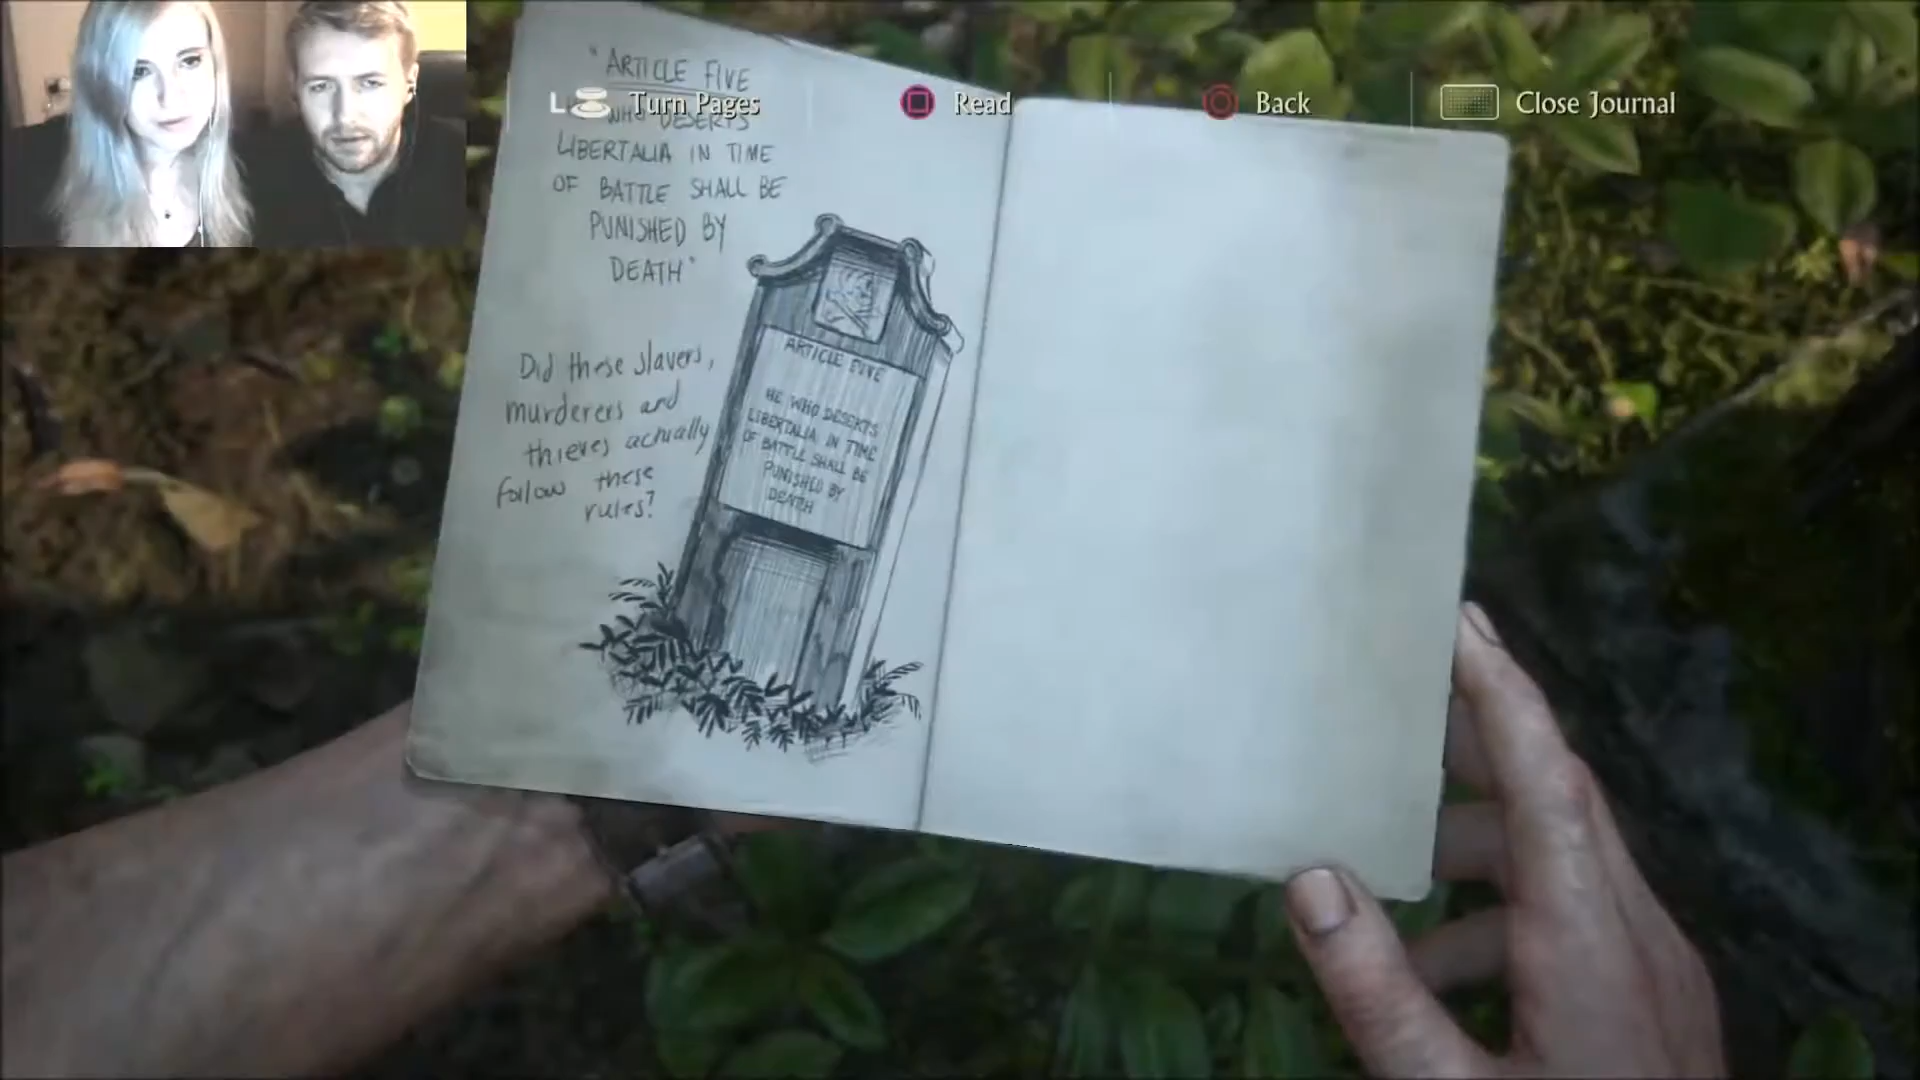 "ARTICLE FIVE
WHO DESERTS
LIBERTALIA IN TIME
OF BATTLE SHALL BE
PUNISHED BY
DEATH"
L Turn Pages
Read
Back
Close Journal
Did these slavers,
murderers and
thieves actually
follow these
rules?
ARTICLE FIVE
HE WHO DESERTS
LIBERTALIA IN TIME
OF BATTLE SHALL BE
PUNISHED BY
DEATH